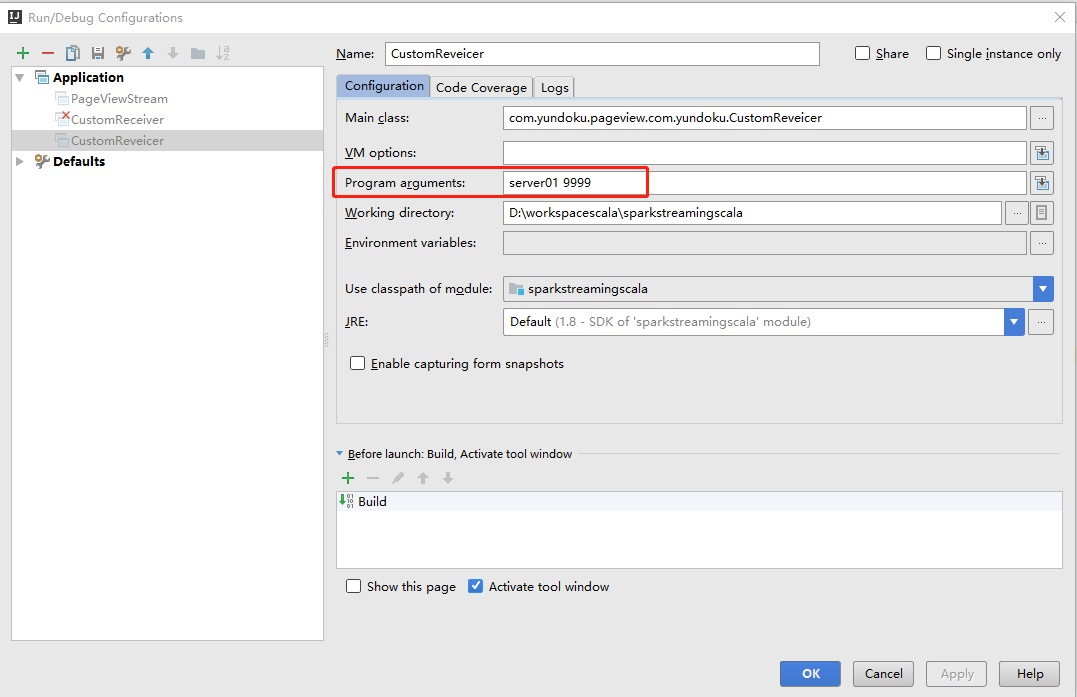 Run/Debug Configurations
Name: CustomReveicer
Share
Single instance only
Application
PageViewStream
CustomReceiver
CustomReveicer
Defaults
Configuration
Code Coverage
Logs
Main class: com.yundoku.pageview.com.yundoku.CustomReveicer
VM options:
Program arguments: server01 9999
Working directory: D:\workspacescala\sparkstreamingscala
Environment variables:
Use classpath of module: sparkstreamingscala
JRE: Default (1.8 - SDK of 'sparkstreamingscala' module)
Enable capturing form snapshots
Before launch: Build, Activate tool window
Build
Show this page
Activate tool window
OK
Cancel
Apply
Help